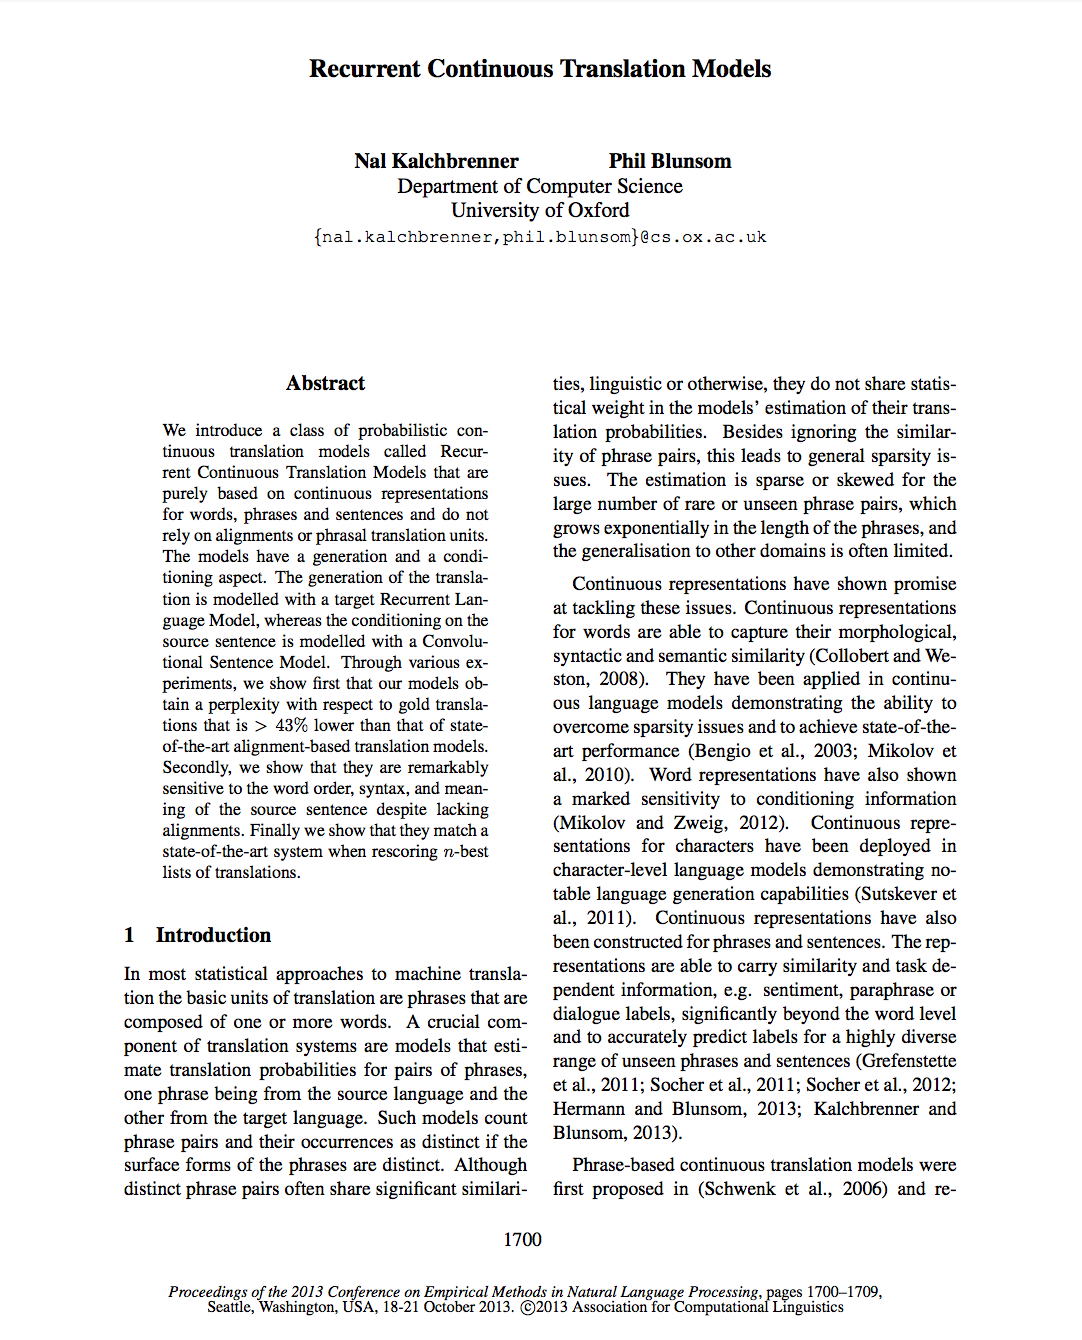 Recurrent Continuous Translation Models
Nal Kalchbrenner Phil Blunsom
Department of Computer Science
University of Oxford
{nal.kalchbrenner,phil.blunsom}@cs.ox.ac.uk
Abstract
We introduce a class of probabilistic con-
tinuous translation models called Recur-
rent Continuous Translation Models that are
purely based on continuous representations
for words, phrases and sentences and do not
rely on alignments or phrasal translation units.
The models have a generation and a condi-
tioning aspect. The generation of the transla-
tion is modelled with a target Recurrent Lan-
guage Model, whereas the conditioning on the
source sentence is modelled with a Convolu-
tional Sentence Model. Through various ex-
periments, we show first that our models ob-
tain a perplexity with respect to gold transla-
tions that is > 43% lower than that of state-
of-the-art alignment-based translation models.
Secondly, we show that they are remarkably
sensitive to the word order, syntax, and mean-
ing of the source sentence despite lacking
alignments. Finally we show that they match a
state-of-the-art system when rescoring n-best
lists of translations.
1 Introduction
In most statistical approaches to machine transla-
tion the basic units of translation are phrases that are
composed of one or more words. A crucial com-
ponent of translation systems are models that esti-
mate translation probabilities for pairs of phrases,
one phrase being from the source language and the
other from the target language. Such models count
phrase pairs and their occurrences as distinct if the
surface forms of the phrases are distinct. Although
distinct phrase pairs often share significant similari-
ties, linguistic or otherwise, they do not share statis-
tical weight in the models' estimation of their trans-
lation probabilities. Besides ignoring the similar-
ity of phrase pairs, this leads to general sparsity is-
sues. The estimation is sparse or skewed for the
large number of rare or unseen phrase pairs, which
grows exponentially in the length of the phrases, and
the generalisation to other domains is often limited.
Continuous representations have shown promise
at tackling these issues. Continuous representations
for words are able to capture their morphological,
syntactic and semantic similarity (Collobert and We-
ston, 2008). They have been applied in continu-
ous language models demonstrating the ability to
overcome sparsity issues and to achieve state-of-the-
art performance (Bengio et al., 2003; Mikolov et
al., 2010). Word representations have also shown
a marked sensitivity to conditioning information
(Mikolov and Zweig, 2012). Continuous repre-
sentations for characters have been deployed in
character-level language models demonstrating no-
table language generation capabilities (Sutskever et
al., 2011). Continuous representations have also
been constructed for phrases and sentences. The rep-
resentations are able to carry similarity and task de-
pendent information, e.g. sentiment, paraphrase or
dialogue labels, significantly beyond the word level
and to accurately predict labels for a highly diverse
range of unseen phrases and sentences (Grefenstette
et al., 2011; Socher et al., 2011; Socher et al., 2012;
Hermann and Blunsom, 2013; Kalchbrenner and
Blunsom, 2013).
Phrase-based continuous translation models were
first proposed in (Schwenk et al., 2006) and re-
1700
Proceedings of the 2013 Conference on Empirical Methods in Natural Language Processing, pages 1700–1709,
Seattle, Washington, USA, 18-21 October 2013. ©2013 Association for Computational Linguistics